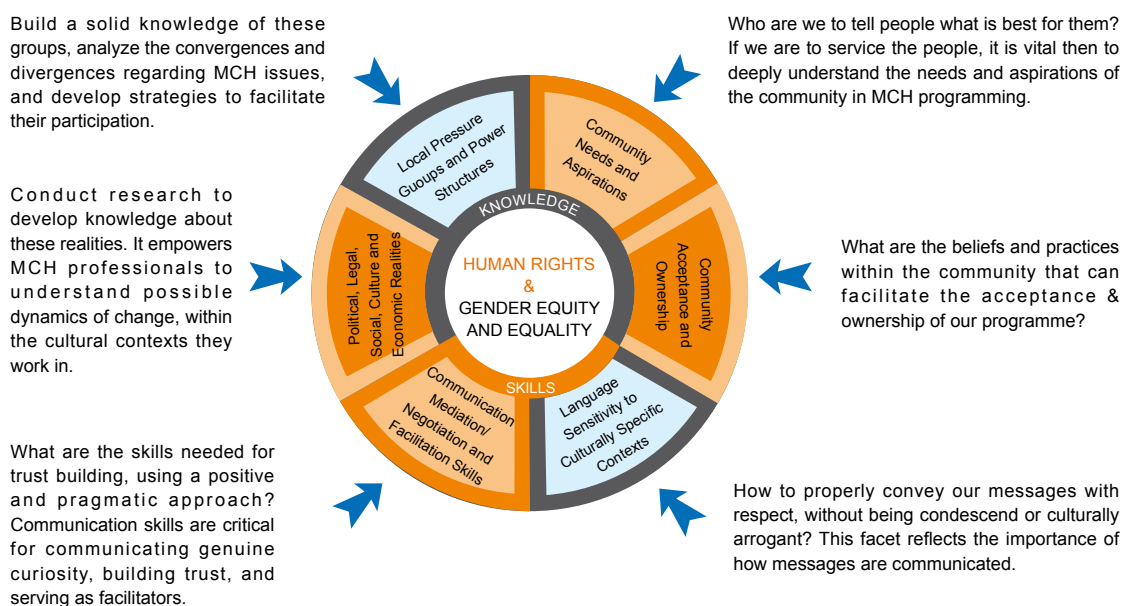 Build a solid knowledge of these
groups, analyze the convergences and
divergences regarding MCH issues,
and develop strategies to facilitate
their participation.
Who are we to tell people what is best for them?
If we are to service the people, it is vital then to
deeply understand the needs and aspirations of
the community in MCH programming.
Local Pressure
Guoups and Power
Structures
Community
Needs and
Aspirations
KNOWLEDGE
Conduct research to
develop knowledge about
these realities. It empowers
MCH professionals to
understand possible
dynamics of change, within
the cultural contexts they
work in.
Political, Legal,
Social, Culture and
Economic Realities
HUMAN RIGHTS
&
GENDER EQUITY
AND EQUALITY
Community
Acceptance and
Ownership
What are the beliefs and practices
within the community that can
facilitate the acceptance &
ownership of our programme?
SKILLS
Communication
Mediation/
Negotiation and
Facilitation Skills
Language
Sensitivity to
Culturally Specific
Contexts
What are the skills needed for
trust building, using a positive
and pragmatic approach?
Communication skills are critical
for communicating genuine
curiosity, building trust, and
serving as facilitators.
How to properly convey our messages with
respect, without being condescend or culturally
arrogant? This facet reflects the importance of
how messages are communicated.